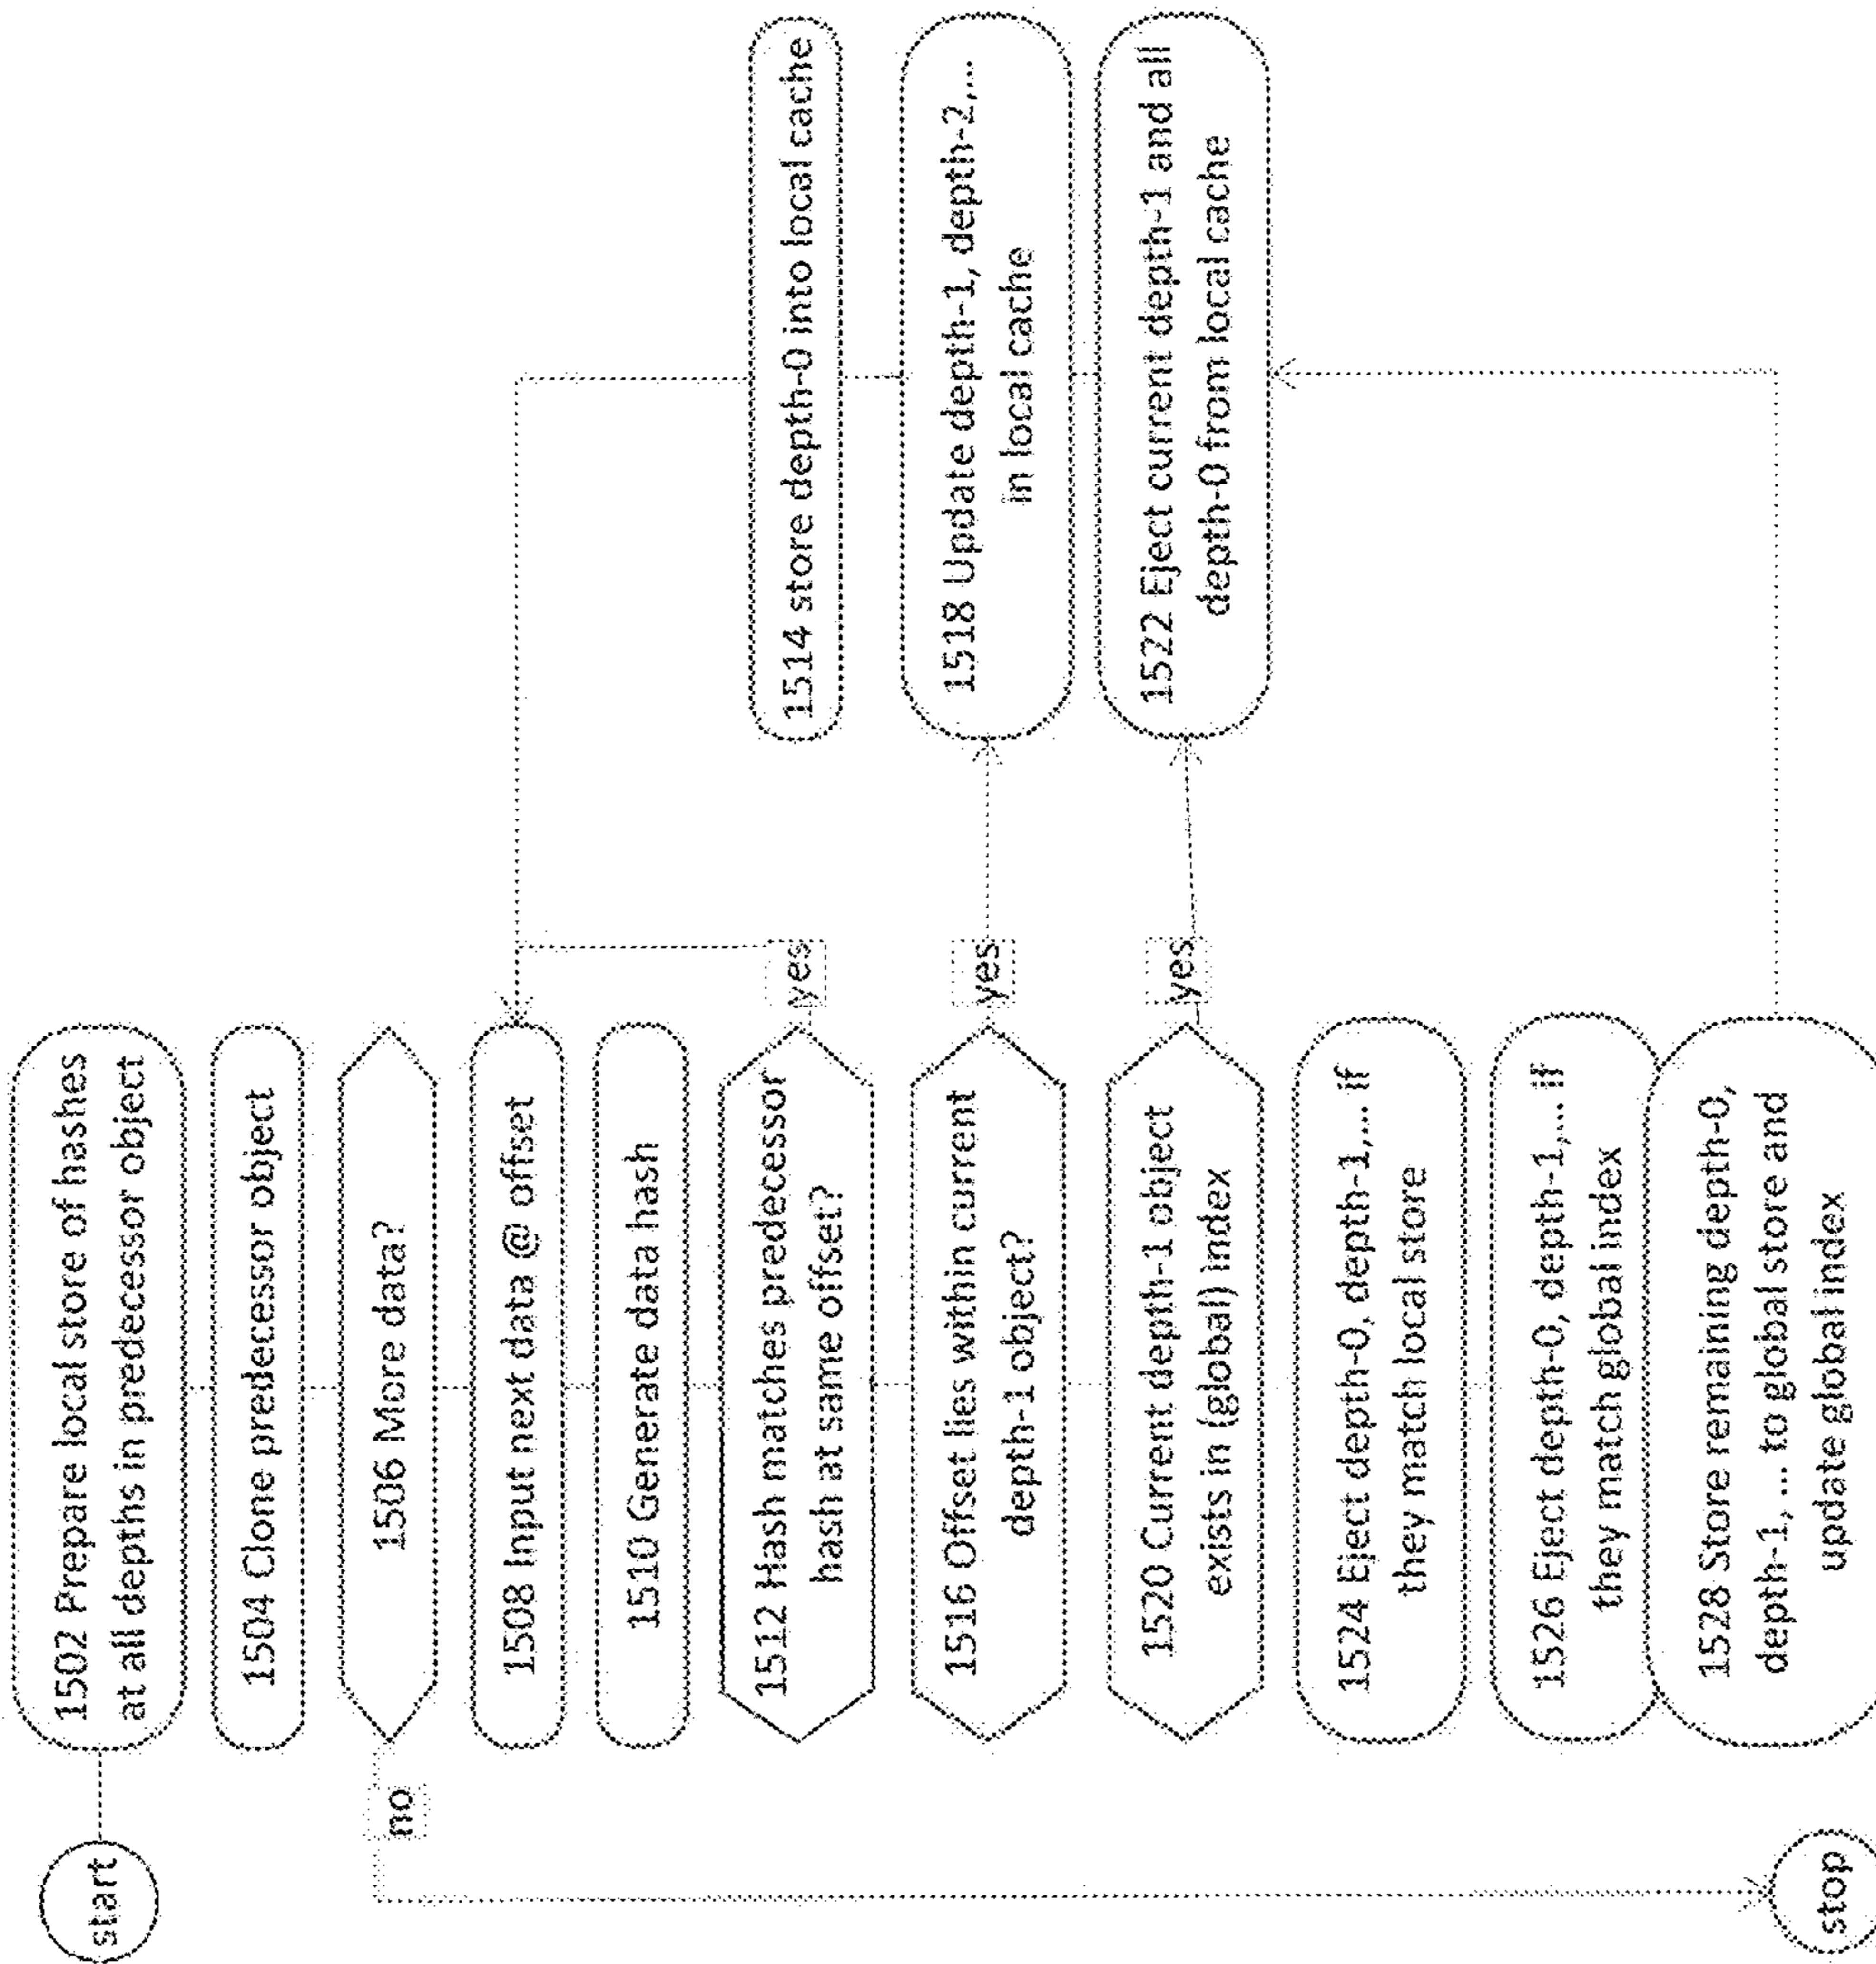 start
1502 Prepare local store of hashes
at all depths in predecessor object
1504 Clone predecessor object
1506 More data?
no
1508 Input next data @ offset
1510 Generate data hash
1512 Hash matches predecessor
hash at same offset?
yes
1514 store depth-0 into local cache
1516 Offset lies within current
depth-1 object?
yes
1518 Update depth-1, depth-2,...
in local cache
1520 Current depth-1 object
exists in (global) index
yes
1522 Eject current depth-1 and all
depth-0 from local cache
1524 Eject depth-0, depth-1,... if
they match local store
1526 Eject depth-0, depth-1,... if
they match global index
1528 Store remaining depth-0,
depth-1, ... to global store and
update global index
stop